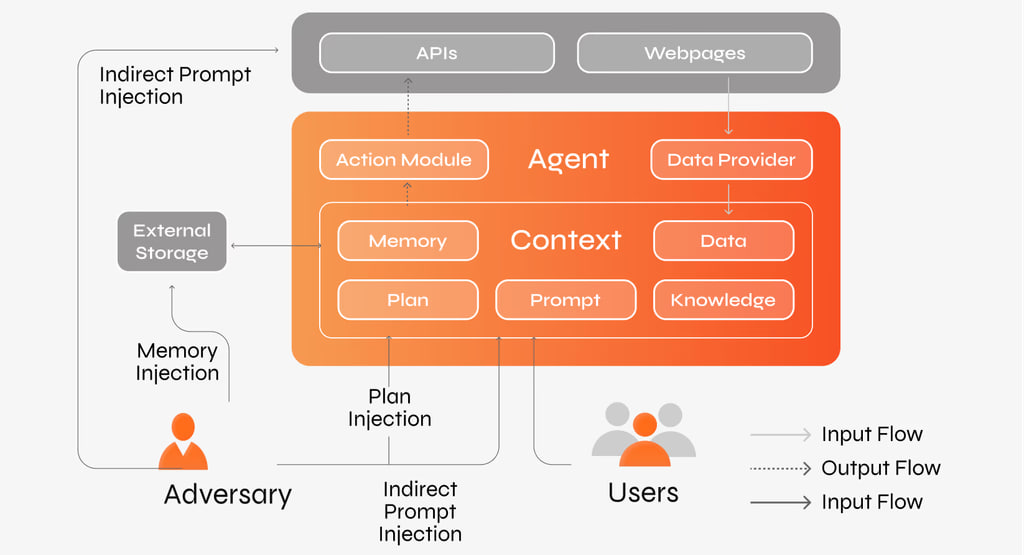 APIs
Webpages
Indirect Prompt
Injection
Action Module
Agent
Data Provider
External
Storage
Memory
Context
Data
Plan
Prompt
Knowledge
Memory
Injection
Plan
Injection
Adversary
Indirect
Prompt
Injection
Users
Input Flow
Output Flow
Input Flow